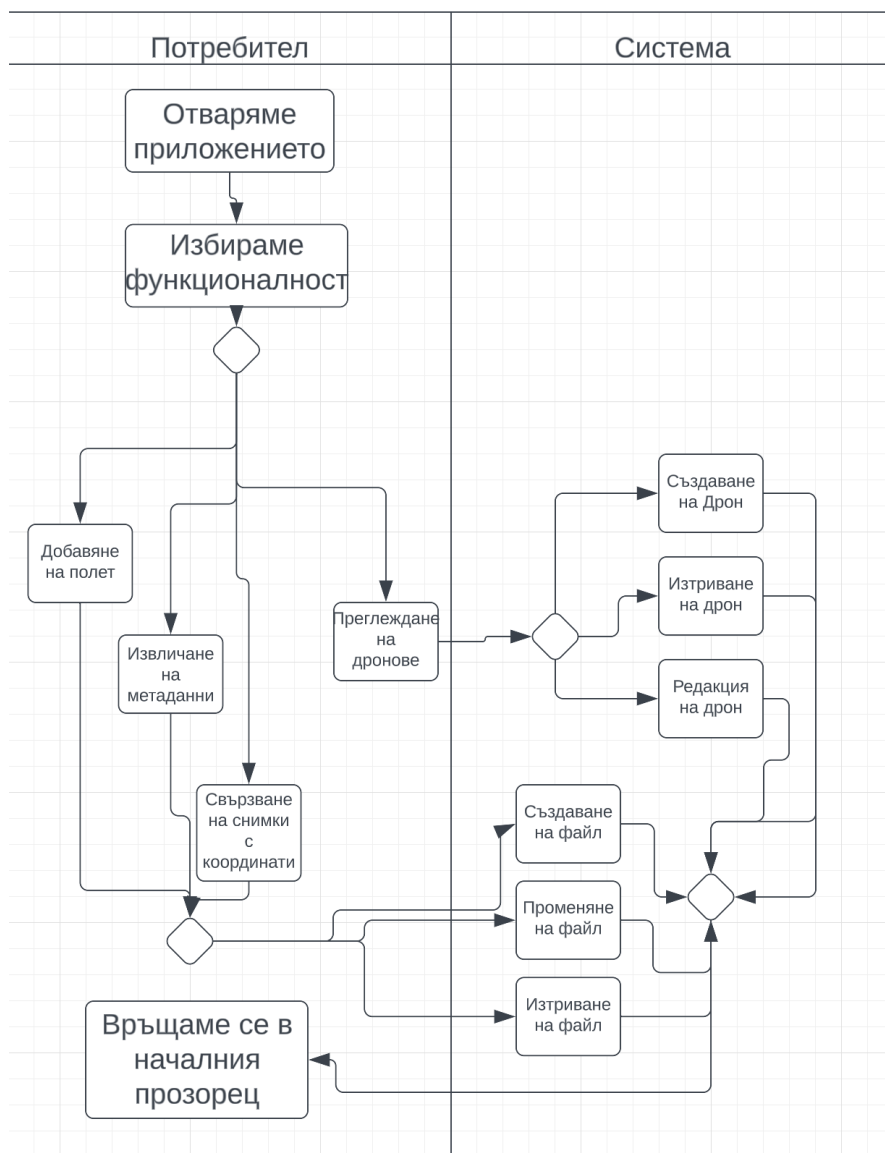 Потребител
Система
Отваряме
приложението
Избираме
функционалност
Създаване
на Дрон
Добавяне
на полет
Изтриване
на дрон
Преглеждане
на
дронове
Извличане
на
метаданни
Редакция
на дрон
Свързване
на снимки
с
координати
Създаване
на файл
Променяне
на файл
Изтриване
на файл
Връщаме се в
началния
прозорец